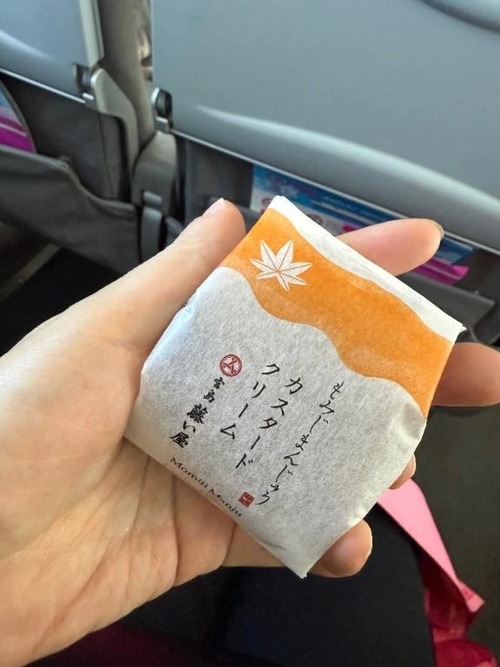 もみじまんじゅう
カスタード
クリーム
宮島 藤い屋
Momiji Manju